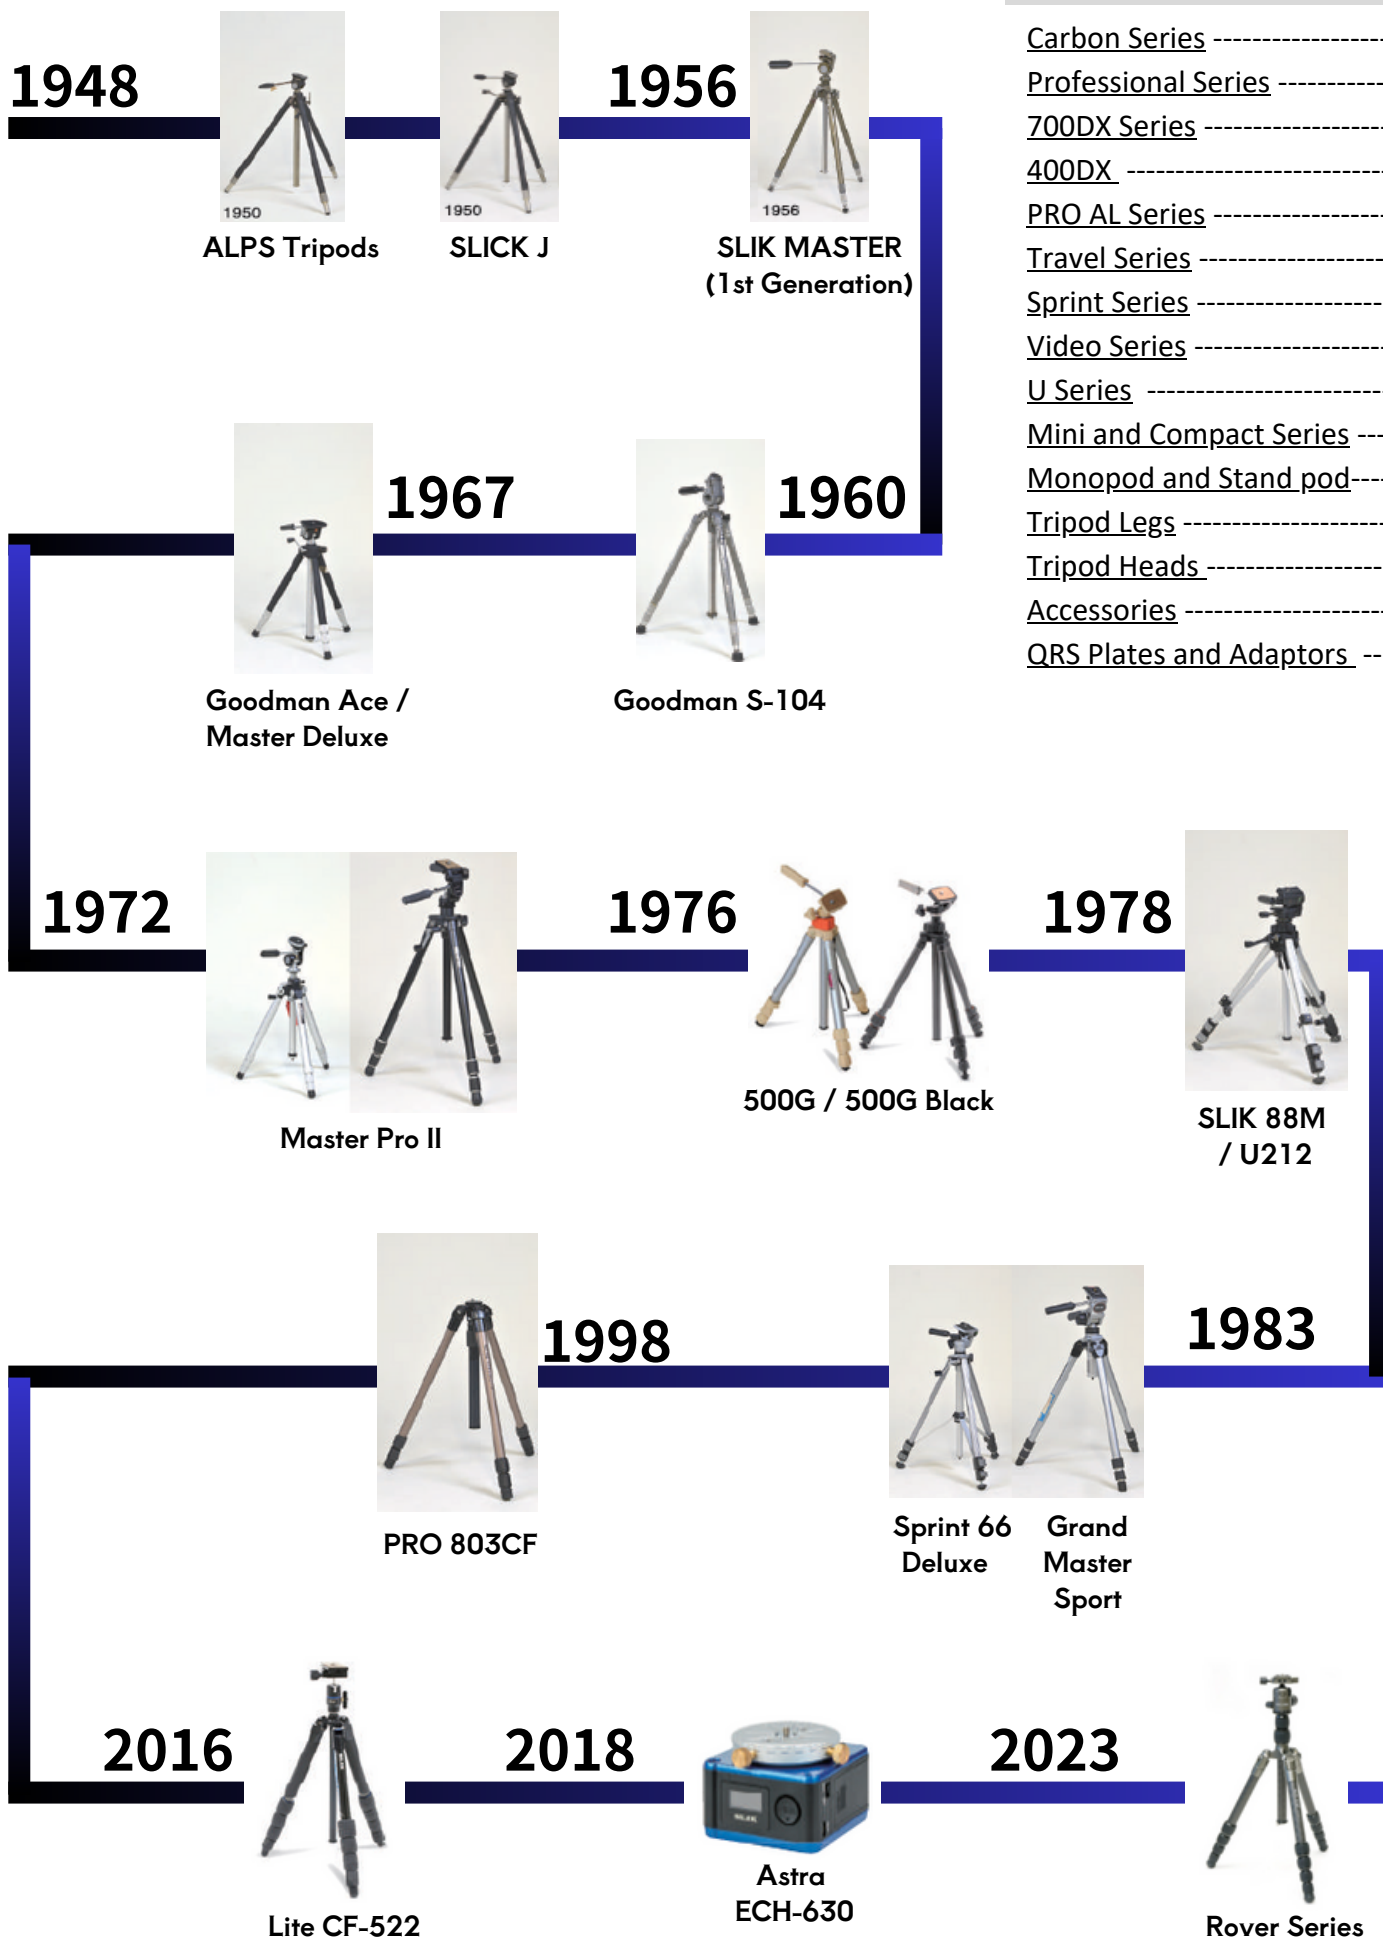 1948
1950
ALPS Tripods
1950
SLICK J
1956
1956
SLIK MASTER
(1st Generation)
Carbon Series ------------------
Professional Series -----------
700DX Series -------------------
400DX ---------------------------
PRO AL Series ------------------
Travel Series -------------------
Sprint Series -------------------
Video Series --------------------
U Series -------------------------
Mini and Compact Series ---
Monopod and Stand pod----
Tripod Legs ---------------------
Tripod Heads ------------------
Accessories ---------------------
QRS Plates and Adaptors --
1960
Goodman S-104
1967
Goodman Ace /
Master Deluxe
1972
Master Pro II
1976
500G / 500G Black
1978
SLIK 88M
/ U212
1983
Sprint 66
Deluxe
Grand
Master
Sport
1998
PRO 803CF
2016
Lite CF-522
2018
SLIK
Astra
ECH-630
2023
Rover Series